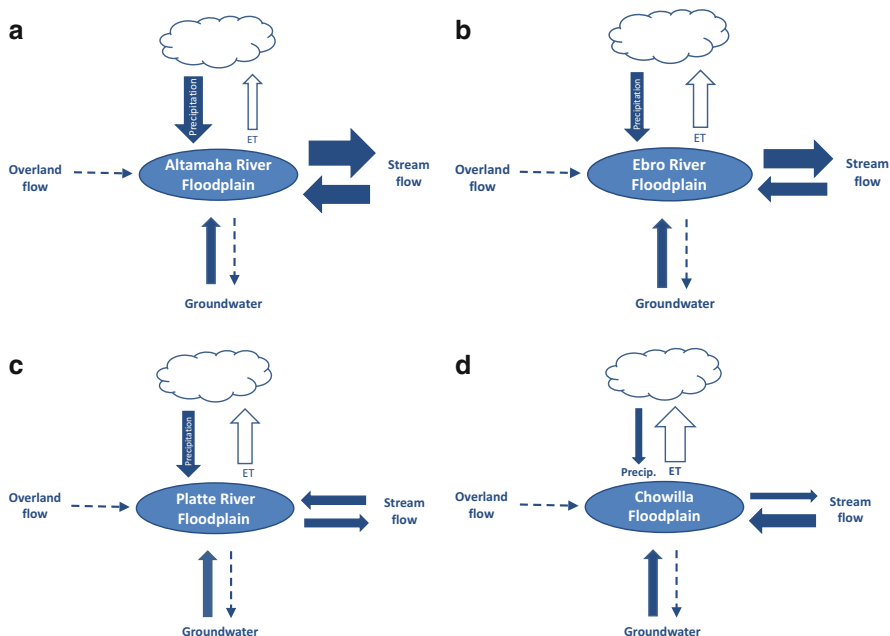 a
Precipitation
ET
Overland
flow
Altamaha River
Floodplain
Stream
flow
Groundwater
b
Precipitation
ET
Overland
flow
Ebro River
Floodplain
Stream
flow
Groundwater
c
Precipitation
ET
Overland
flow
Platte River
Floodplain
Stream
flow
Groundwater
d
Precip.
ET
Overland
flow
Chowilla
Floodplain
Stream
flow
Groundwater